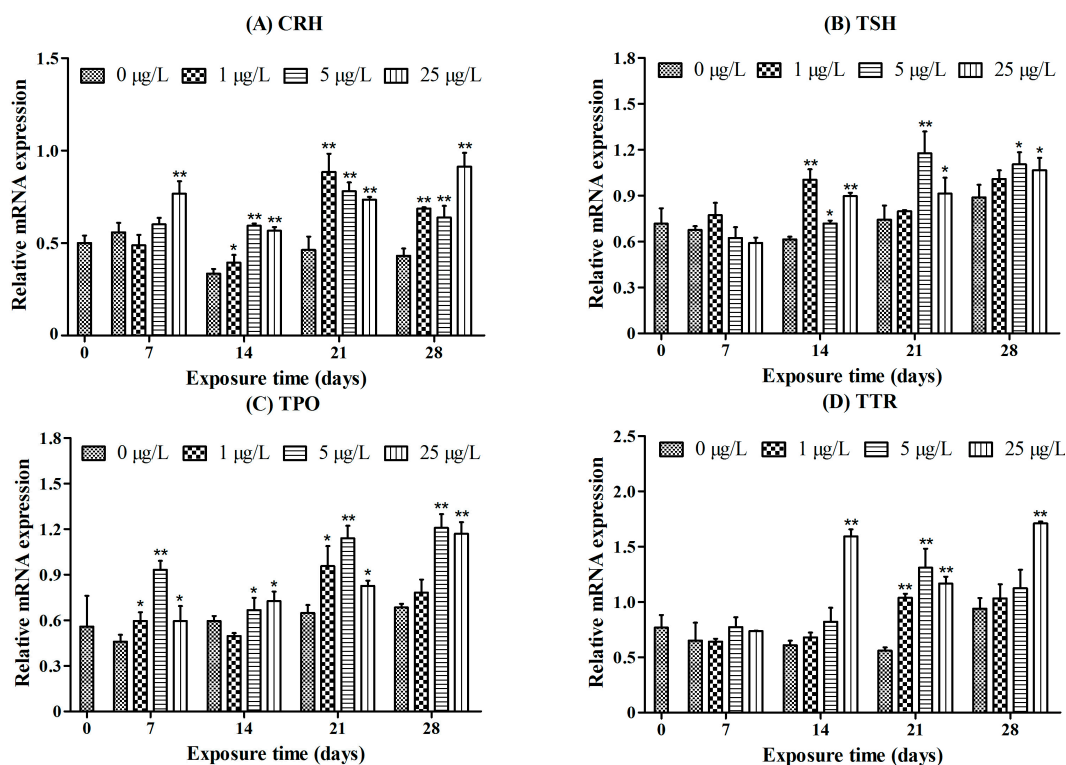 (A) CRH
1.5
0 μg/L 1 μg/L 5 μg/L 25 μg/L
**
**
**
1.0
**
**
**
**
**
**
**
*
0.5
0
Relative mRNA expression
0 7 14 21 28
Exposure time (days)
(B) TSH
1.8
0 μg/L 1 μg/L 5 μg/L 25 μg/L
1.5
**
1.2
**
*
*
**
*
*
0.9
0.6
0.3
0
Relative mRNA expression
0 7 14 21 28
Exposure time (days)
(C) TPO
1.8
0 μg/L 1 μg/L 5 μg/L 25 μg/L
1.5
**
**
**
1.2
*
**
*
0.9
*
*
*
*
0.6
0.3
0
Relative mRNA expression
0 7 14 21 28
Exposure time (days)
(D) TTR
2.5
0 μg/L 1 μg/L 5 μg/L 25 μg/L
2.0
**
**
1.5
**
**
**
1.0
0.5
0
Relative mRNA expression
0 7 14 21 28
Exposure time (days)